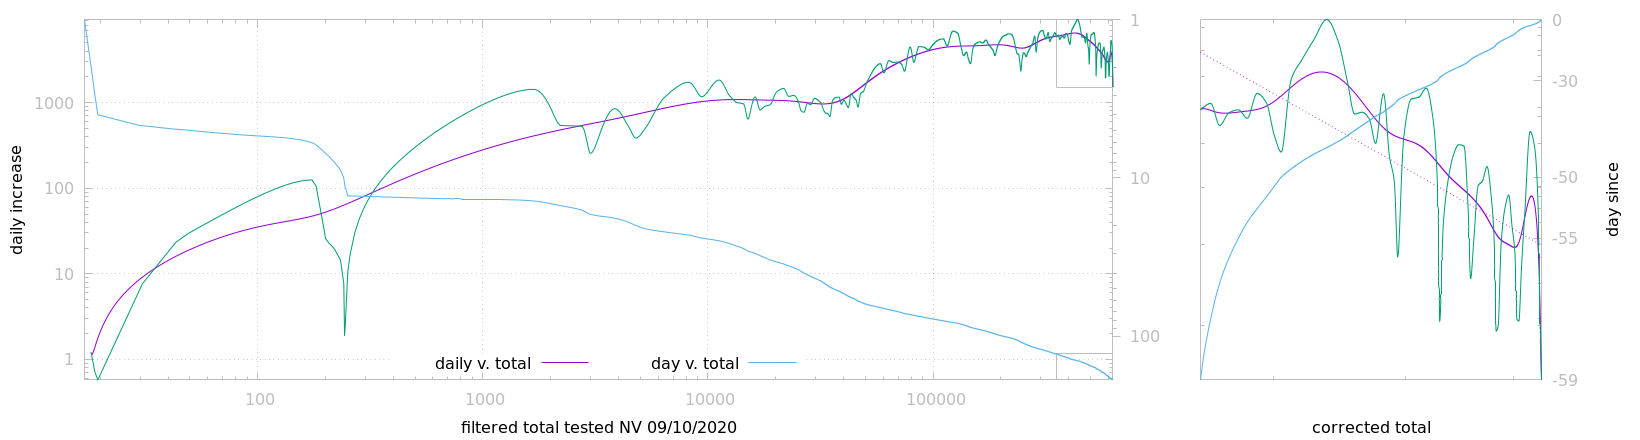 daily increase
1000
100
10
1
100
1000
10000
100000
1
10
100
daily v. total
day v. total
filtered total tested NV 09/10/2020
0
-30
-50
-55
-59
day since
corrected total